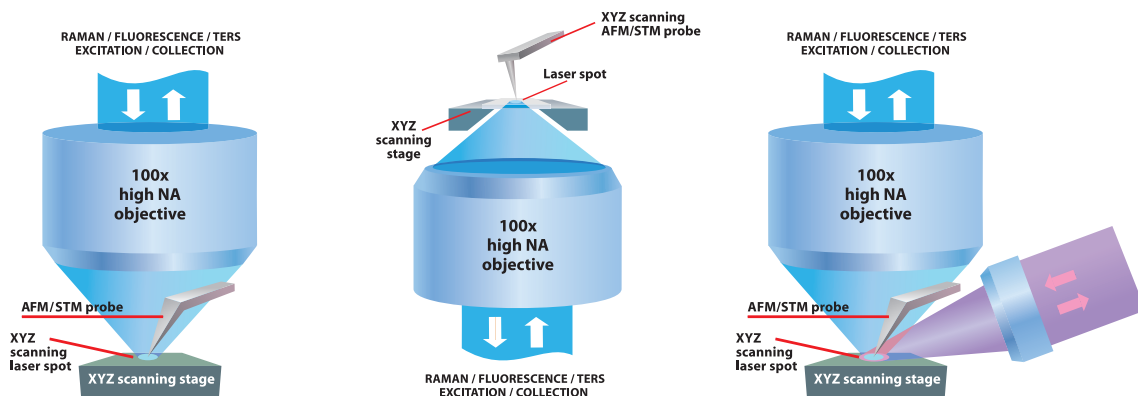 RAMAN / FLUORESCENCE / TERS
EXCITATION / COLLECTION
100x
high NA
objective
AFM/STM probe
XYZ
scanning
laser spot
XYZ scanning stage
XYZ scanning
AFM/STM probe
Laser spot
XYZ
scanning
stage
100x
high NA
objective
RAMAN / FLUORESCENCE / TERS
EXCITATION / COLLECTION
RAMAN / FLUORESCENCE / TERS
EXCITATION / COLLECTION
100x
high NA
objective
AFM/STM probe
XYZ
scanning
laser spot
XYZ scanning stage